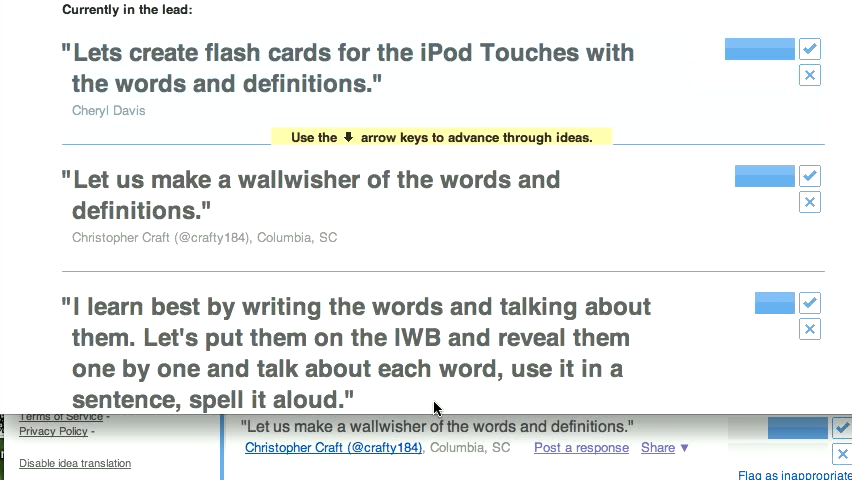 Currently in the lead:
"Lets create flash cards for the iPod Touches with
the words and definitions."
Cheryl Davis
Use the ⬇ arrow keys to advance through ideas.
"Let us make a wallwisher of the words and
definitions."
Christopher Craft (@crafty184), Columbia, SC
"I learn best by writing the words and talking about
them. Let's put them on the IWB and reveal them
one by one and talk about each word, use it in a
sentence, spell it aloud."
Terms of Service -
Privacy Policy -
Disable idea translation
"Let us make a wallwisher of the words and definitions."
Christopher Craft (@crafty184), Columbia, SC Post a response Share ▼
Flag as inappropriate